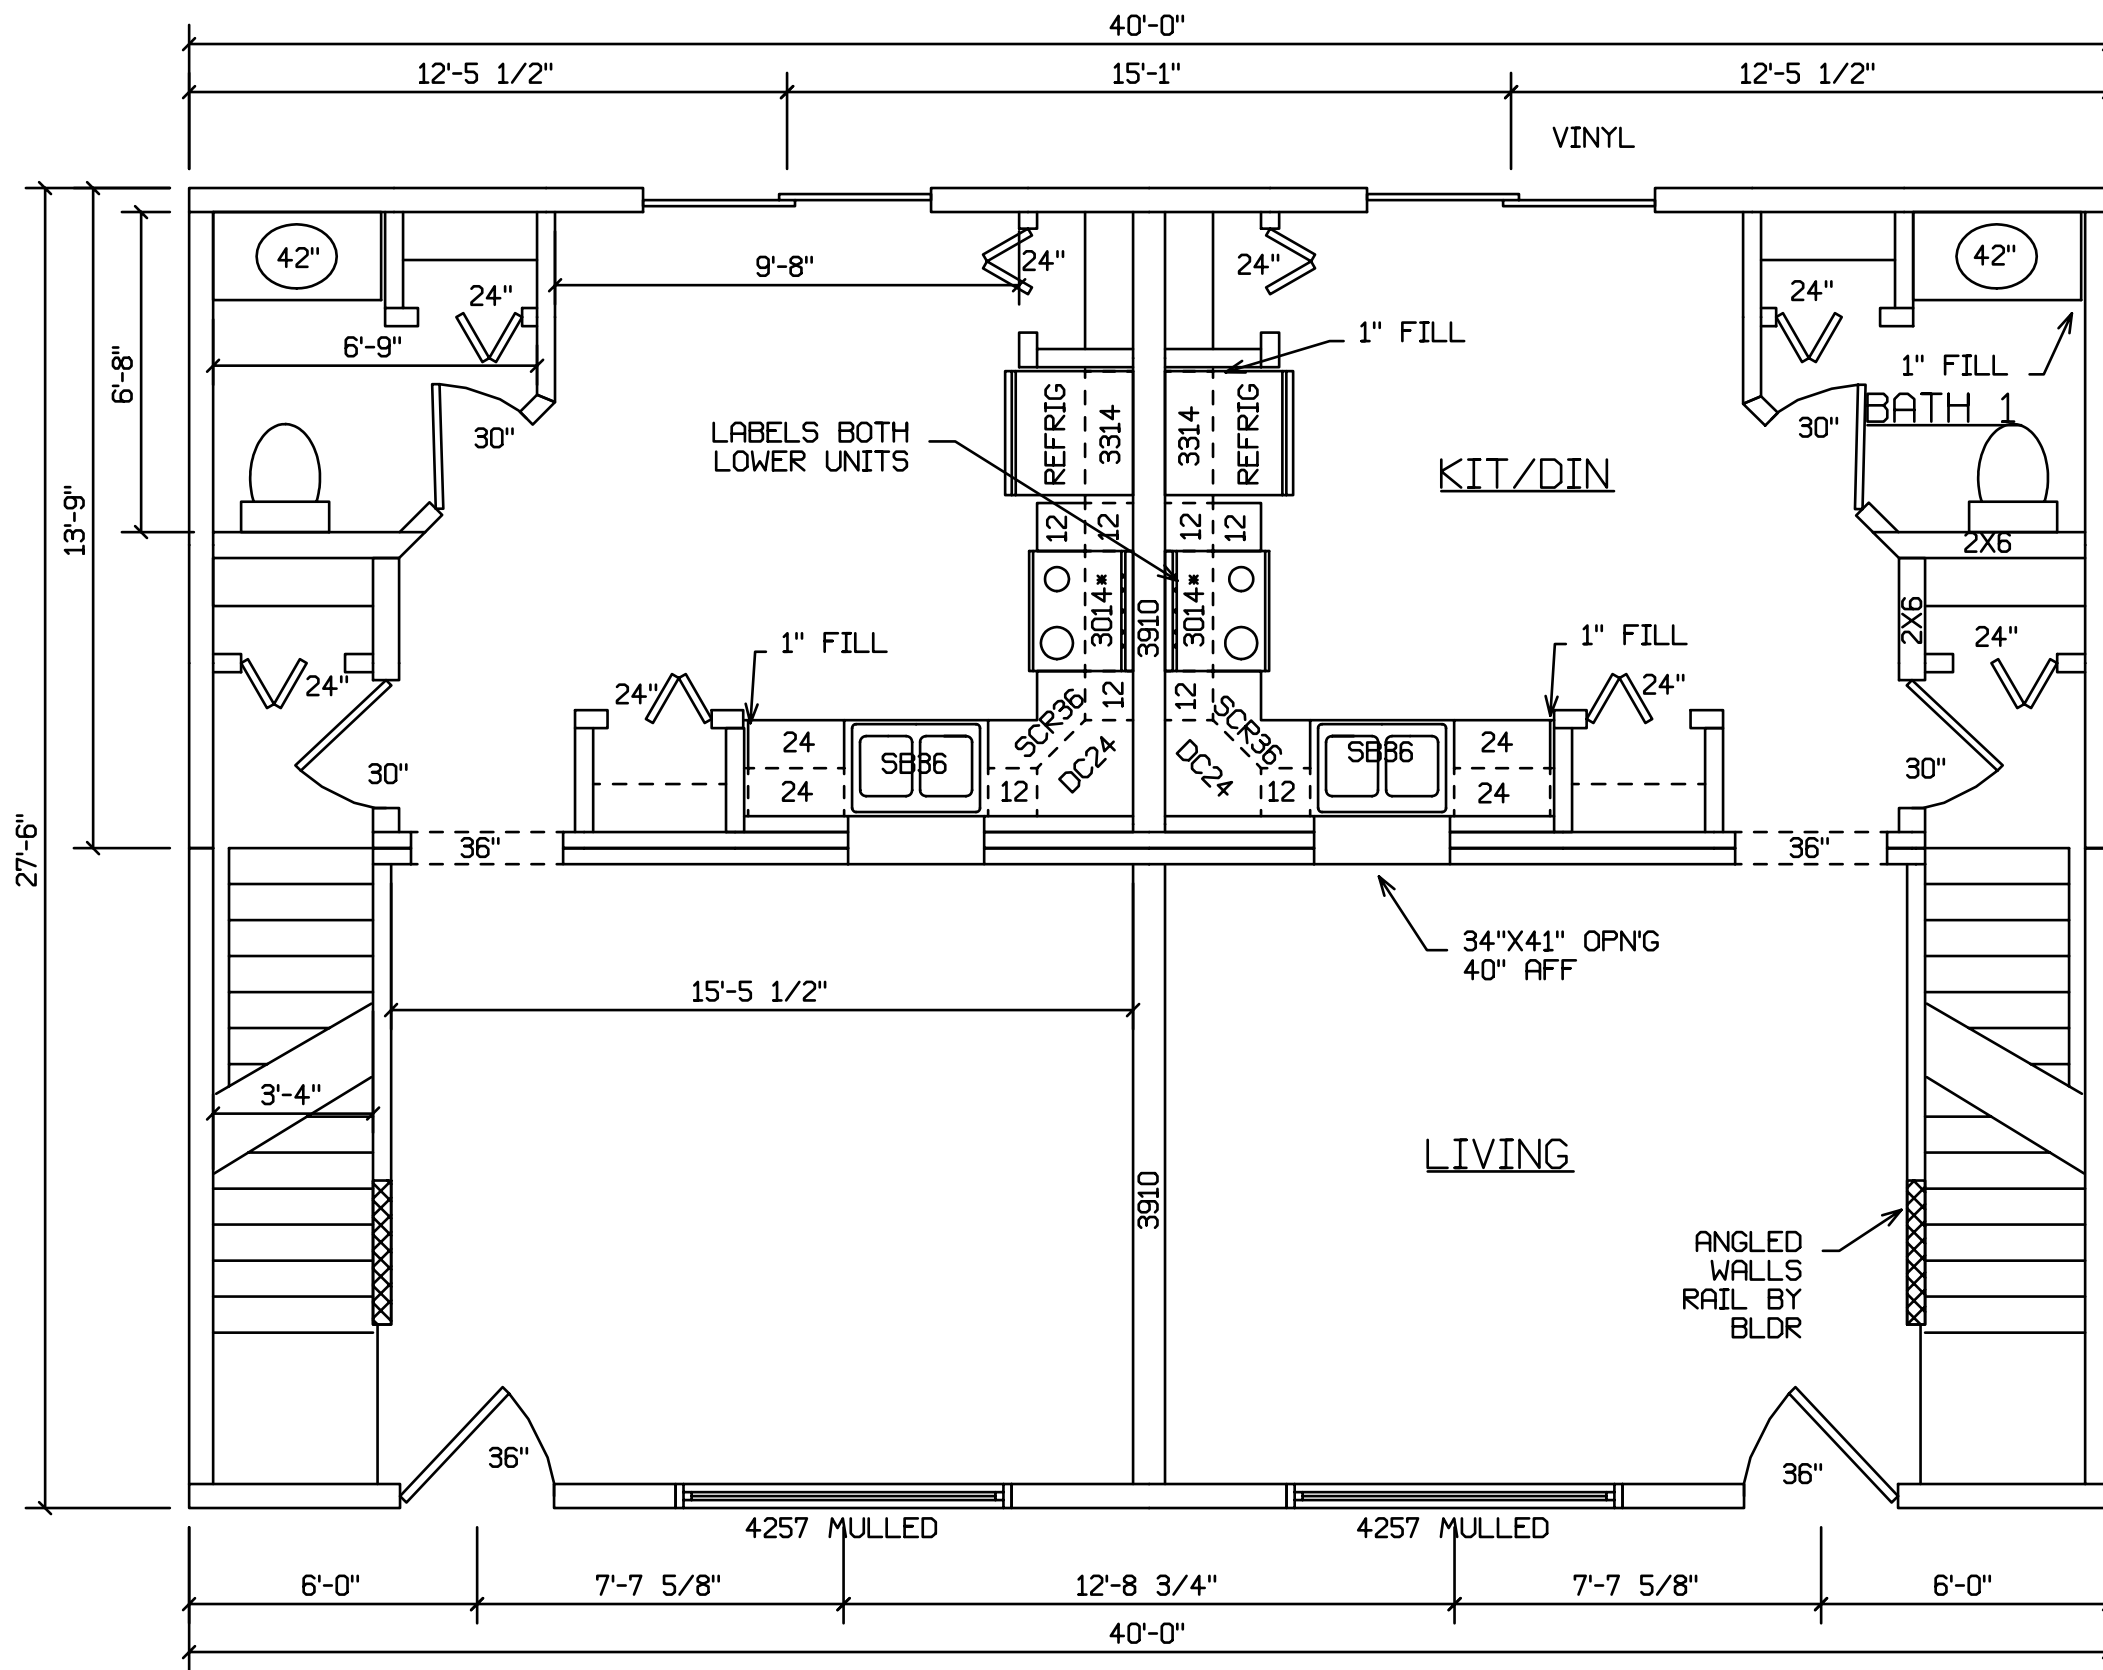 40'-0"
12'-5 1/2"
15'-1"
12'-5 1/2"
VINYL
42"
24"
9'-8"
24"
24"
24"
42"
6'-9"
1" FILL
1" FILL
6'-8"
30"
REFRIG
3314
3314
REFRIG
30"
BATH 1
LABELS BOTH
LOWER UNITS
KIT/DIN
13'-9"
12
12
12
12
2X6
3014*
3910
3014*
2X6
1" FILL
1" FILL
24"
24"
24"
24"
12
12
SCR36
SCR36
24
SB36
DC24
DC24
SB36
24
30"
24
12
12
24
30"
27'-6"
36"
36"
34"X41" OPN'G
40" AFF
15'-5 1/2"
3'-4"
LIVING
3910
ANGLED
WALLS
RAIL BY
BLDR
36"
36"
4257 MULLED
4257 MULLED
6'-0"
7'-7 5/8"
12'-8 3/4"
7'-7 5/8"
6'-0"
40'-0"